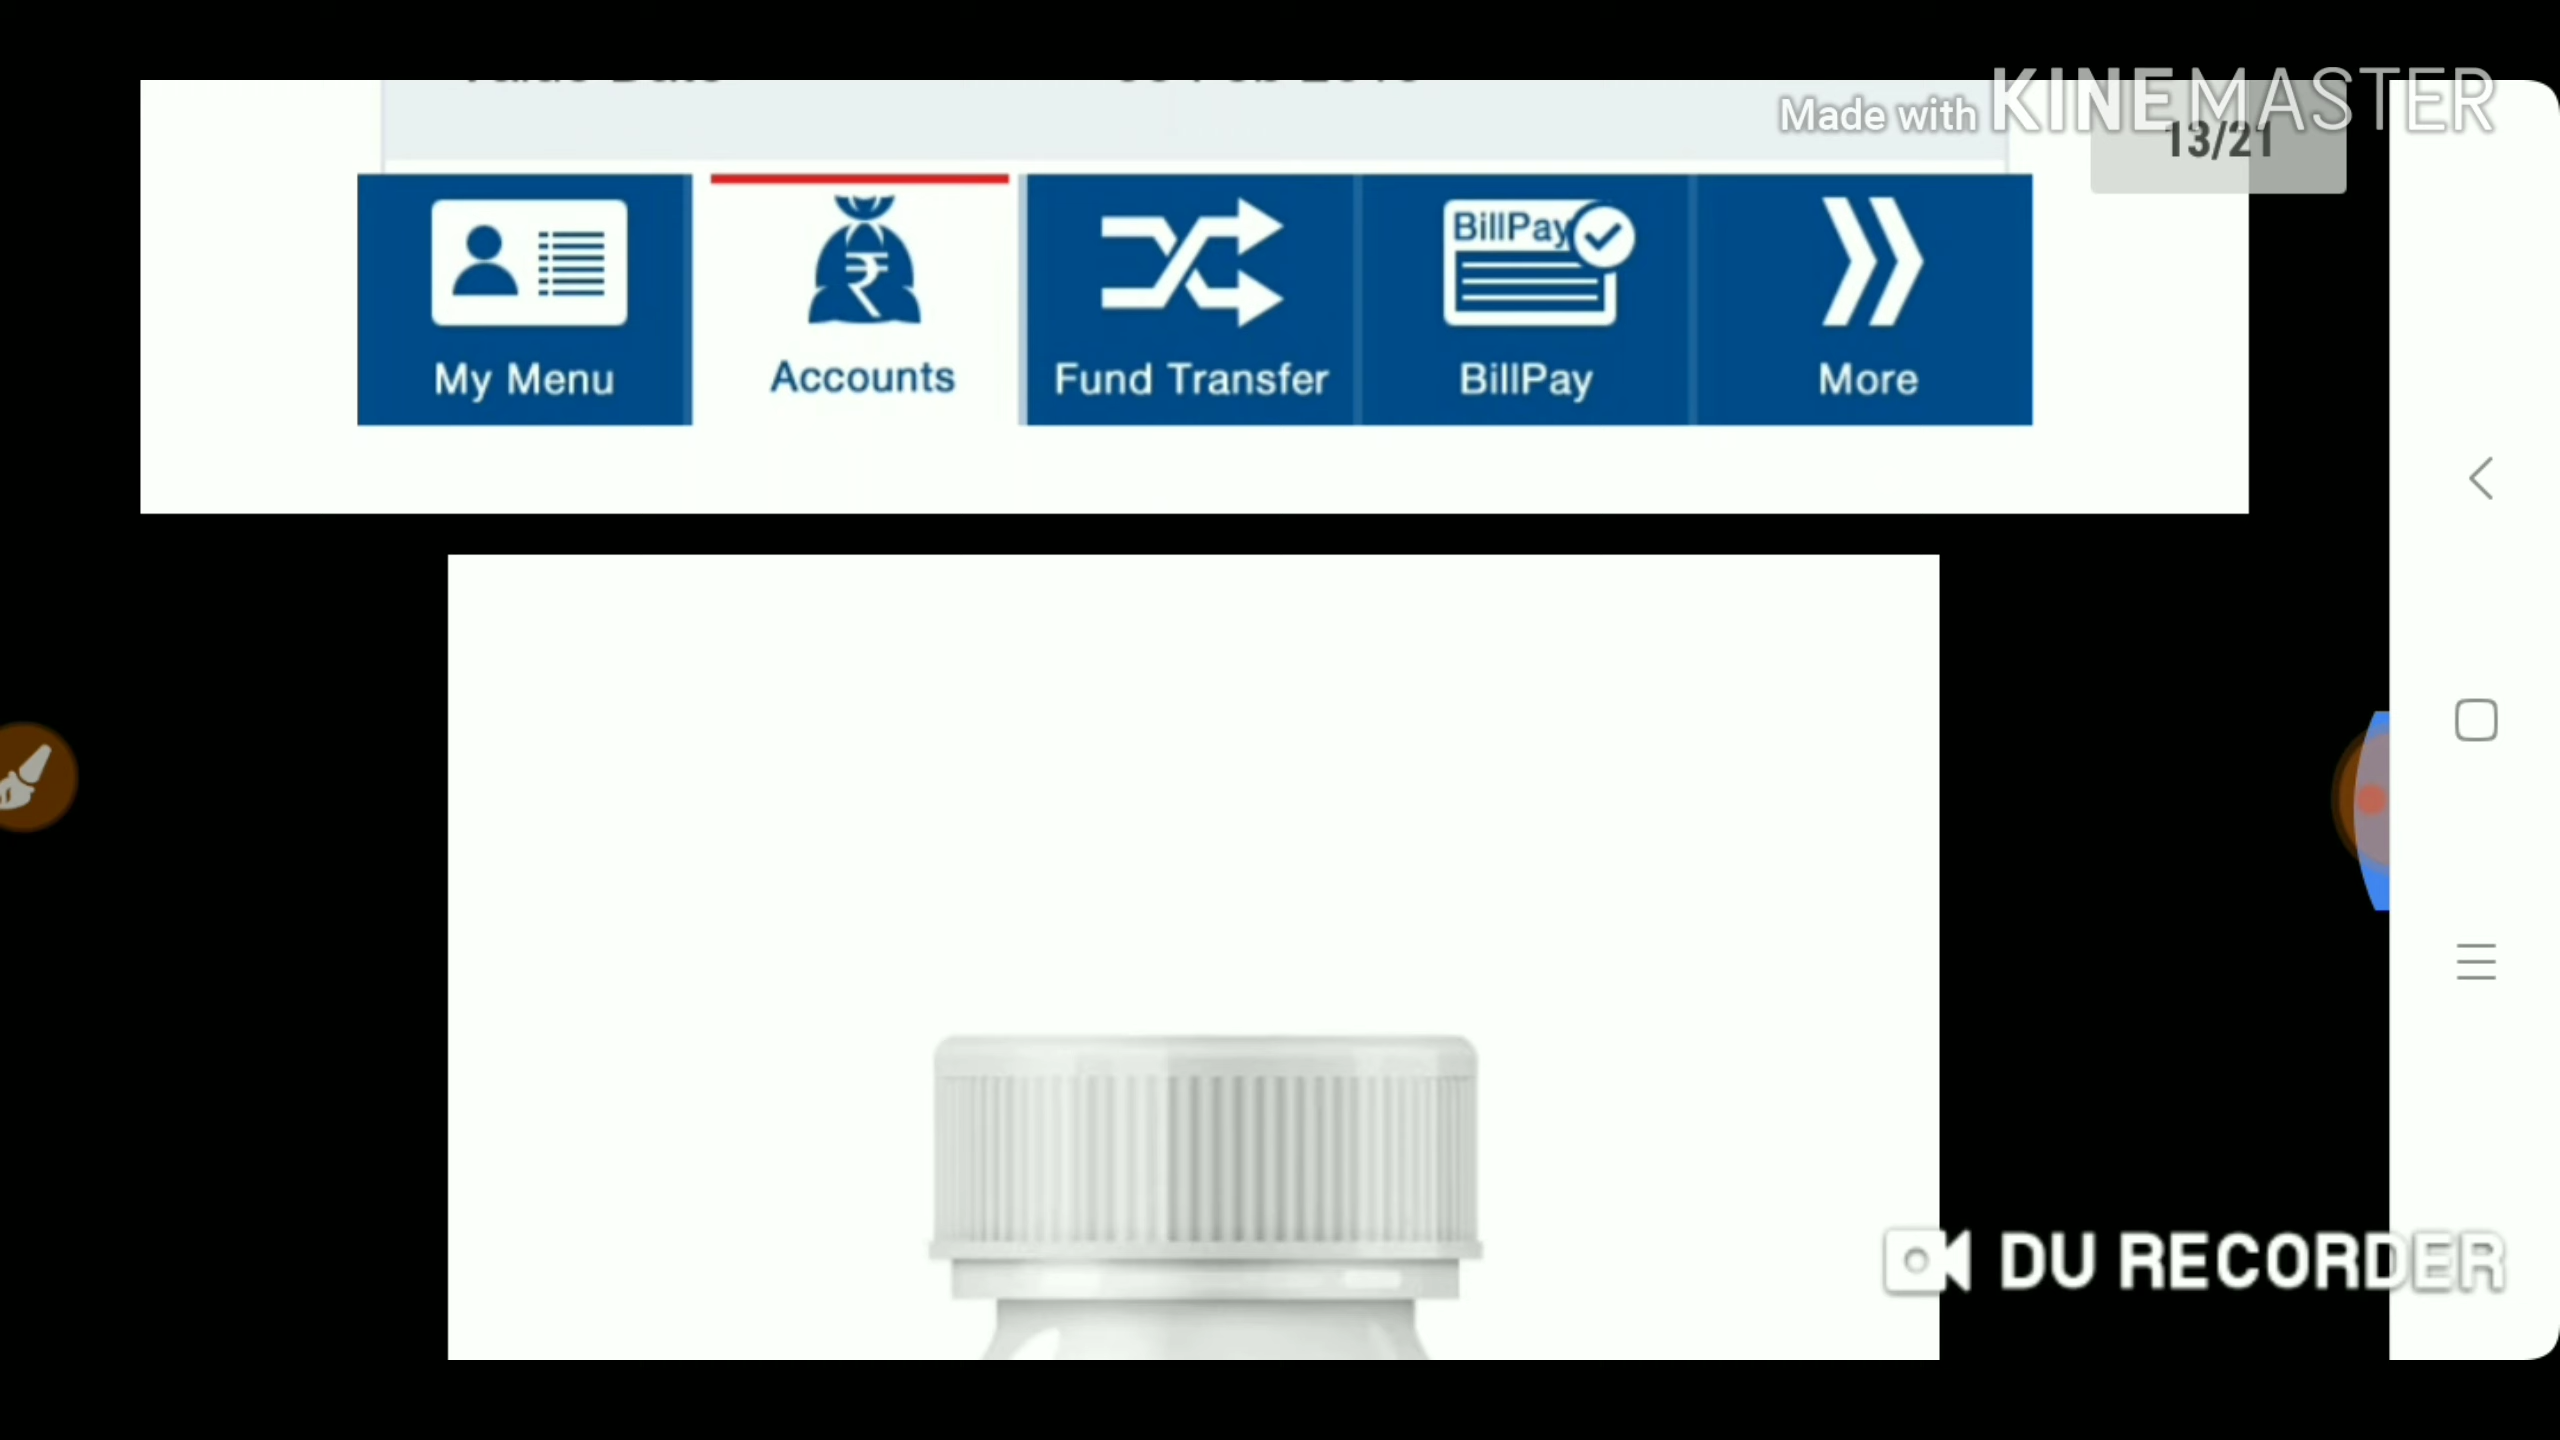 Made with KINEMASTER
13/21
BillPay
My Menu
Accounts
Fund Transfer
BillPay
More
DU RECORDER